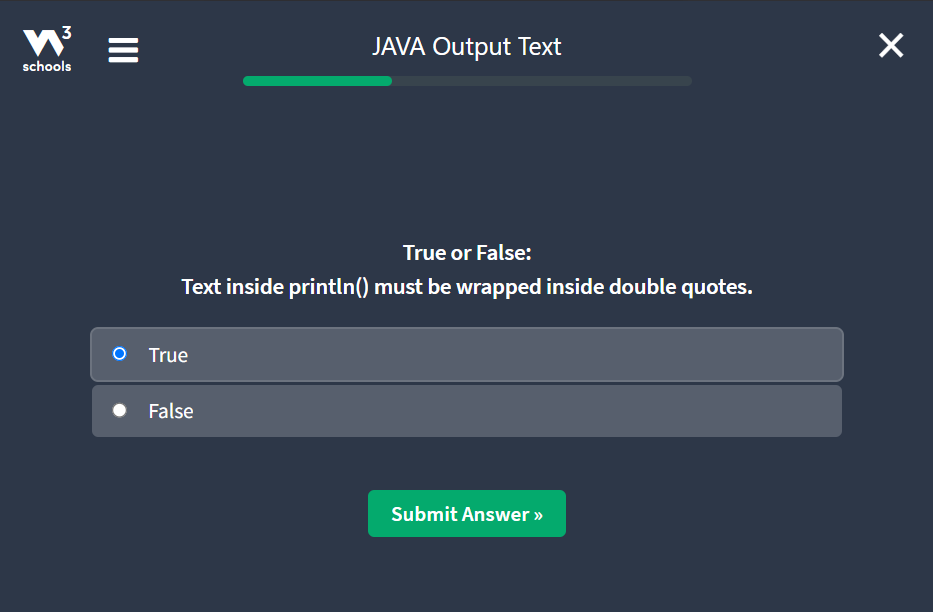 3
schools
JAVA Output Text
True or False:
Text inside println() must be wrapped inside double quotes.
True
False
Submit Answer »